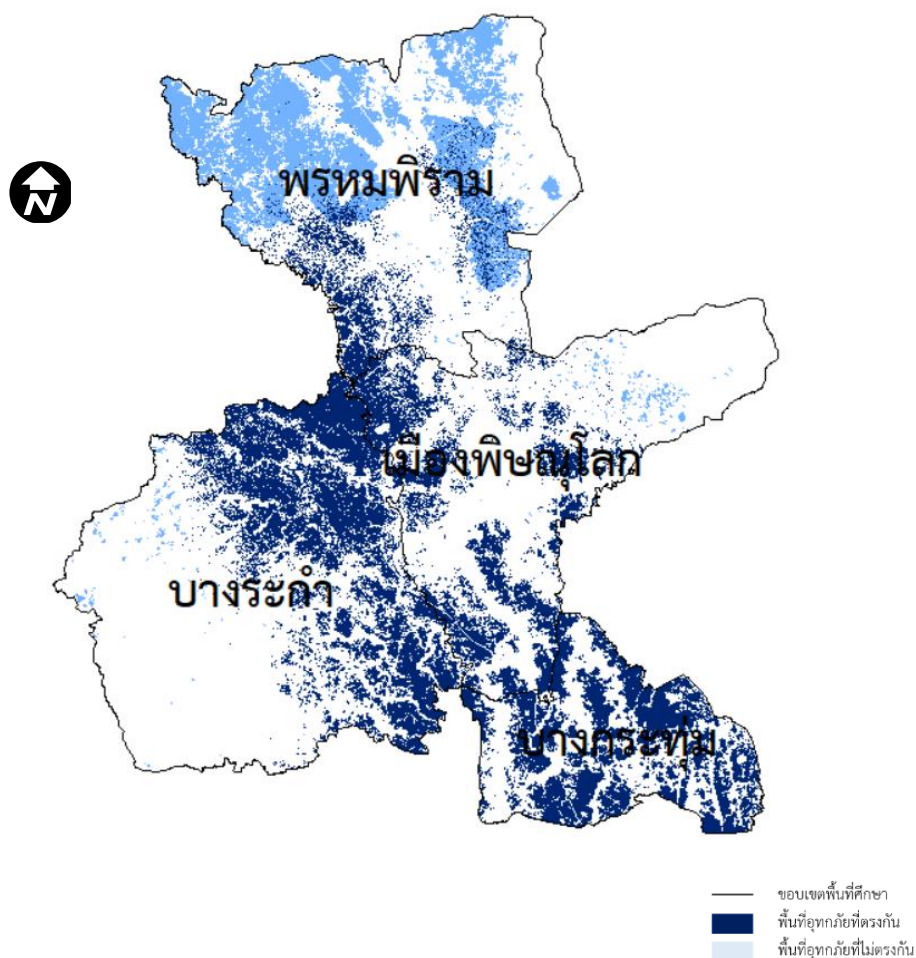 N
พรหมพิราม
เมืองพิษณุโลก
บางระกำ
บางกระทุ่ม
ขอบเขตพื้นที่ศึกษา
พื้นที่อุทกภัยที่ตรงกัน
พื้นที่อุทกภัยที่ไม่ตรงกัน